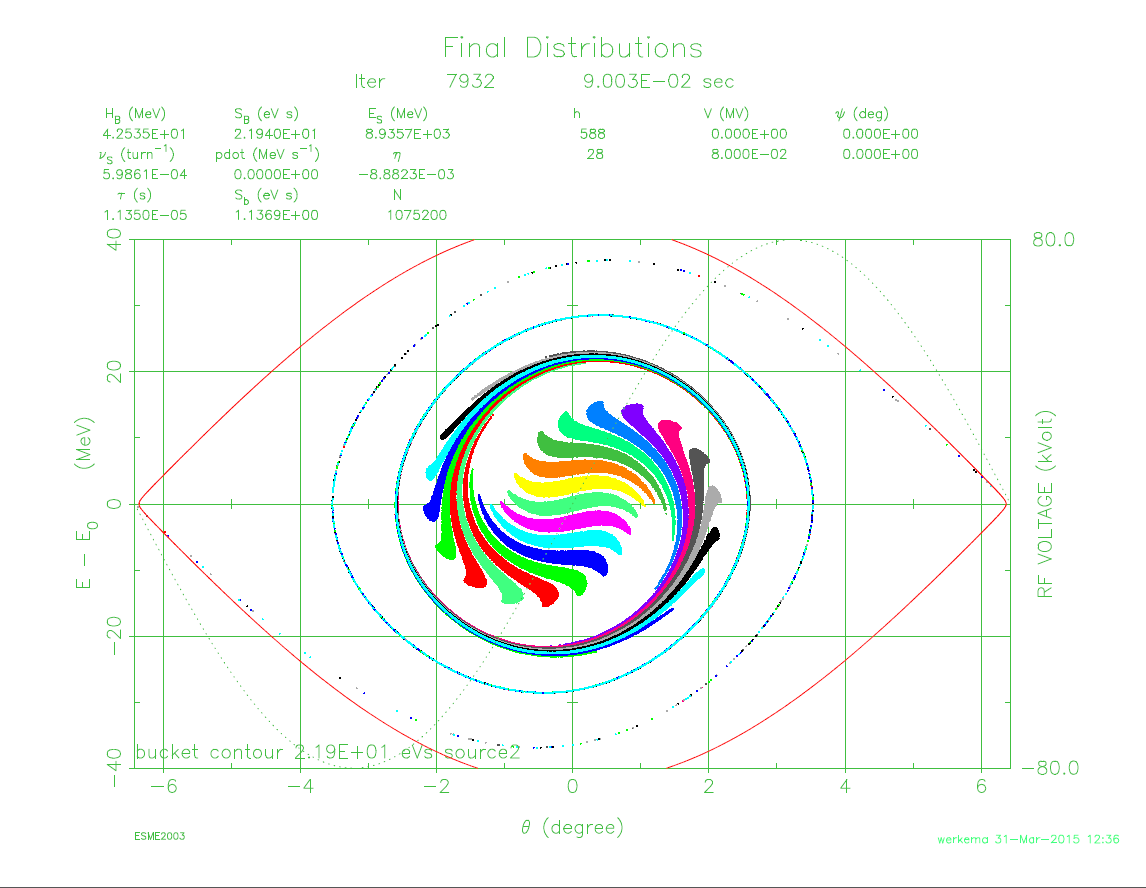 Final Distributions
Iter 7932 9.003E-02 sec
H_B (MeV) S_B (eV s) E_S (MeV) h V (MV) ψ (deg)
4.2535E+01 2.1940E+01 8.9357E+03 588 0.000E+00 0.000E+00
ν_S (turn⁻¹) pdot (MeV s⁻¹) η 28 8.000E-02 0.000E+00
5.9861E-04 0.0000E+00 -8.8823E-03
τ (s) S_b (eV s) N
1.1350E-05 1.1369E+00 1075200
40 80.0
20
0
-20
-40 -80.0
E - E_0 (MeV)
RF VOLTAGE (kVolt)
bucket contour 2.19E+01 eVs source2
-6 -4 -2 0 2 4 6
θ (degree)
ESME2003
werkema 31-Mar-2015 12:36